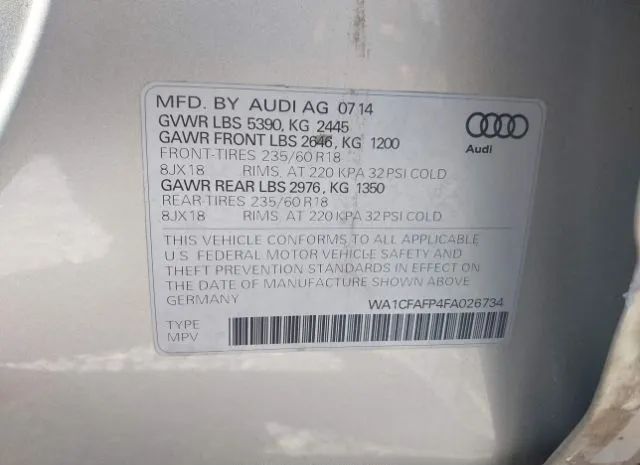 MFD. BY AUDI AG 0714
GVWR LBS 5390, KG 2445
GAWR FRONT LBS 2646, KG 1200
FRONT-TIRES 235/60 R18
8JX18 RIMS, AT 220 KPA 32 PSI COLD
GAWR REAR LBS 2976, KG 1350
REAR-TIRES 235/60 R18
8JX18 RIMS, AT 220 KPA 32 PSI COLD
Audi
THIS VEHICLE CONFORMS TO ALL APPLICABLE
U.S. FEDERAL MOTOR VEHICLE SAFETY AND
THEFT PREVENTION STANDARDS IN EFFECT ON
THE DATE OF MANUFACTURE SHOWN ABOVE
GERMANY
WA1CFAFP4FA026734
TYPE
MPV